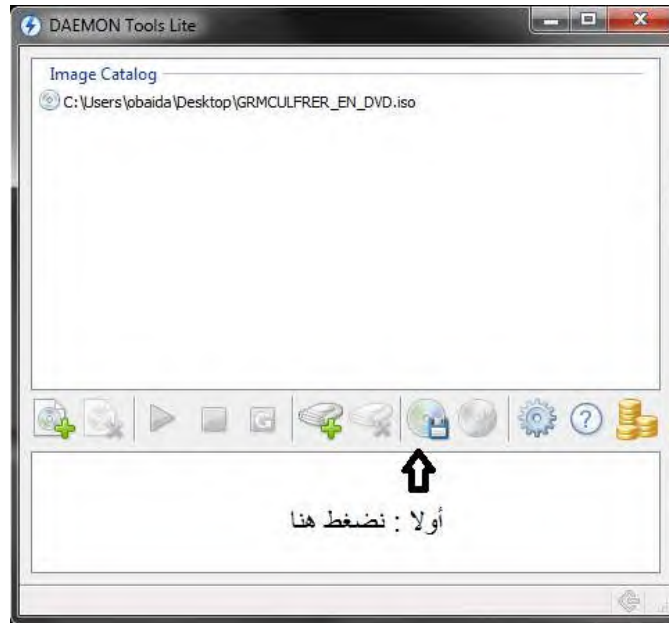 DAEMON Tools Lite
Image Catalog
C:\Users\obaida\Desktop\GRMCULFRER_EN_DVD.iso
أولا : نضغط هنا